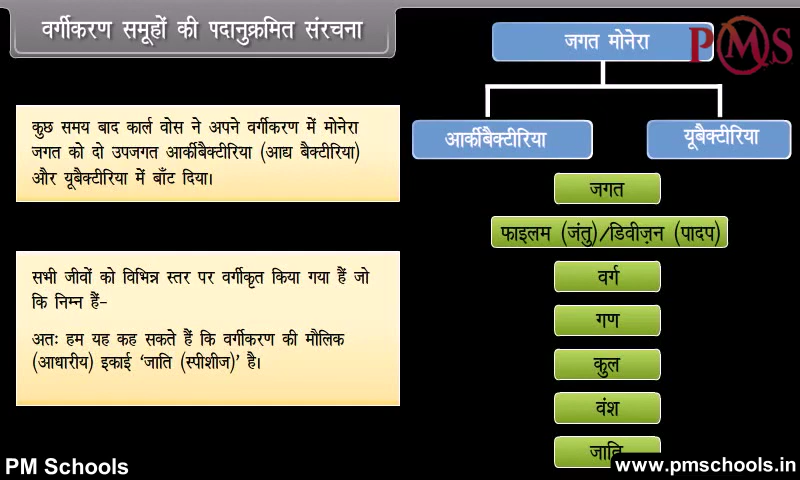 वर्गीकरण समूहों की पदानुक्रमित संरचना
जगत मोनेरा
PMS
आर्कीबैक्टीरिया
यूबैक्टीरिया
कुछ समय बाद कार्ल वोस ने अपने वर्गीकरण में मोनेरा
जगत को दो उपजगत आर्कीबैक्टीरिया (आद्य बैक्टीरिया)
और यूबैक्टीरिया में बाँट दिया।
सभी जीवों को विभिन्न स्तर पर वर्गीकृत किया गया हैं जो
कि निम्न हैं-
अतः हम यह कह सकते हैं कि वर्गीकरण की मौलिक
(आधारीय) इकाई ‘जाति (स्पीशीज)’ है।
जगत
फाइलम (जंतु)/डिवीज़न (पादप)
वर्ग
गण
कुल
वंश
जाति
PM Schools
www.pmschools.in